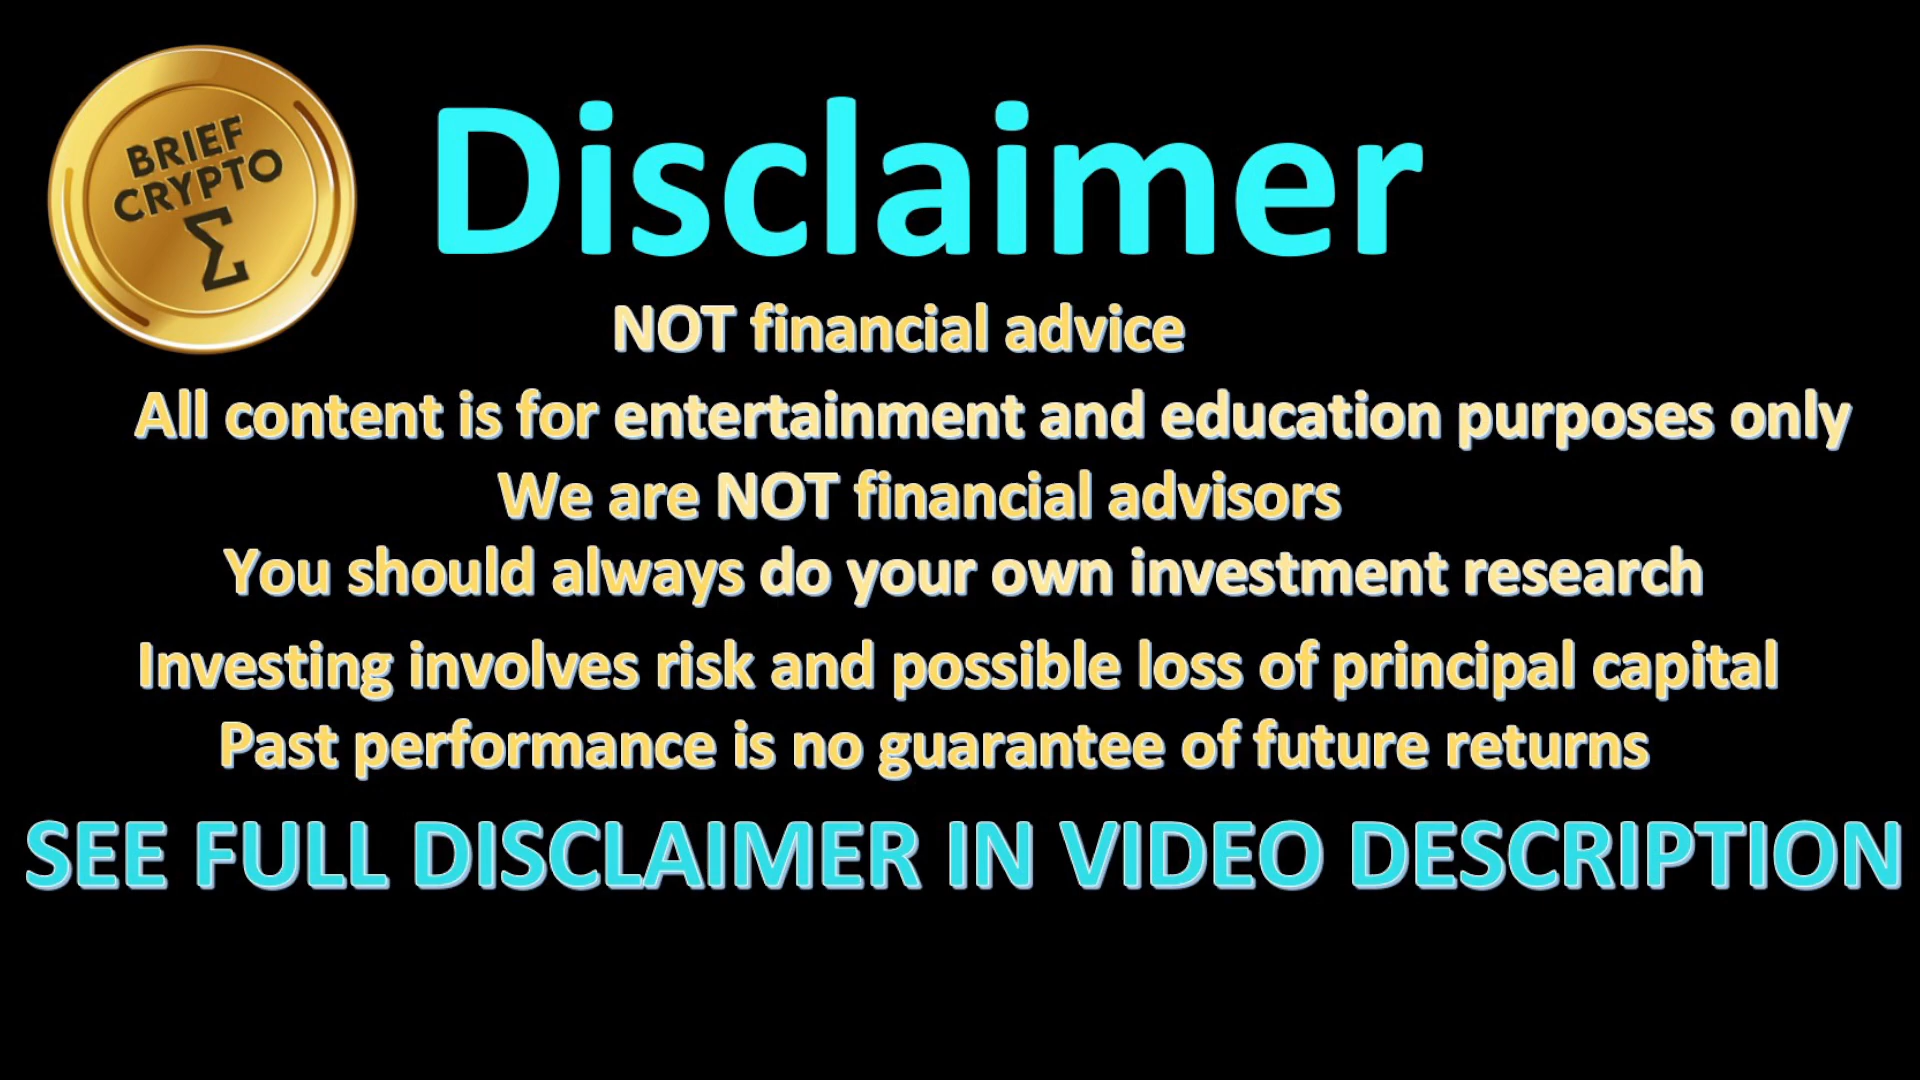 BRIEF
CRYPTO
Σ
Disclaimer
NOT financial advice
All content is for entertainment and education purposes only
We are NOT financial advisors
You should always do your own investment research
Investing involves risk and possible loss of principal capital
Past performance is no guarantee of future returns
SEE FULL DISCLAIMER IN VIDEO DESCRIPTION